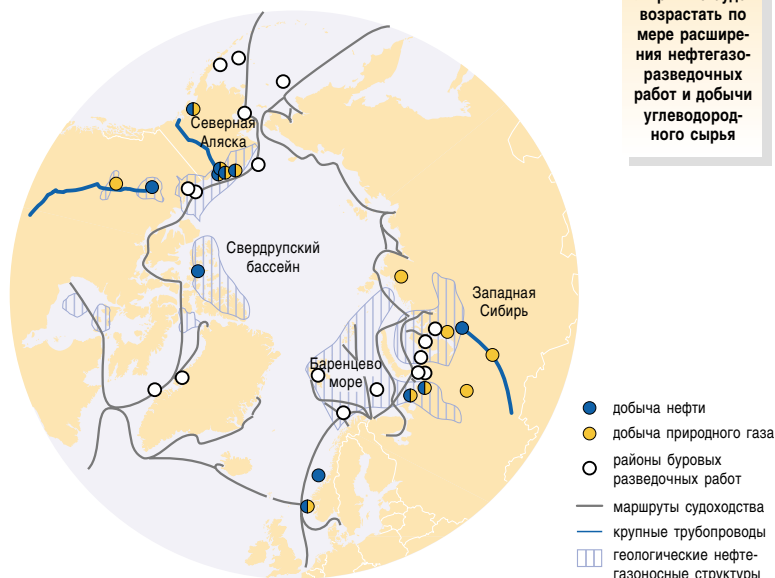 возрастать по
мере расшире-
ния нефтегазо-
разведочных
работ и добычи
углеводород-
ного сырья
Северная
Аляска
Свердрупский
бассейн
Западная
Сибирь
Баренцево
море
добыча нефти
добыча природного газа
районы буровых
разведочных работ
маршруты судоходства
крупные трубопроводы
геологические нефте-
газоносные структуры